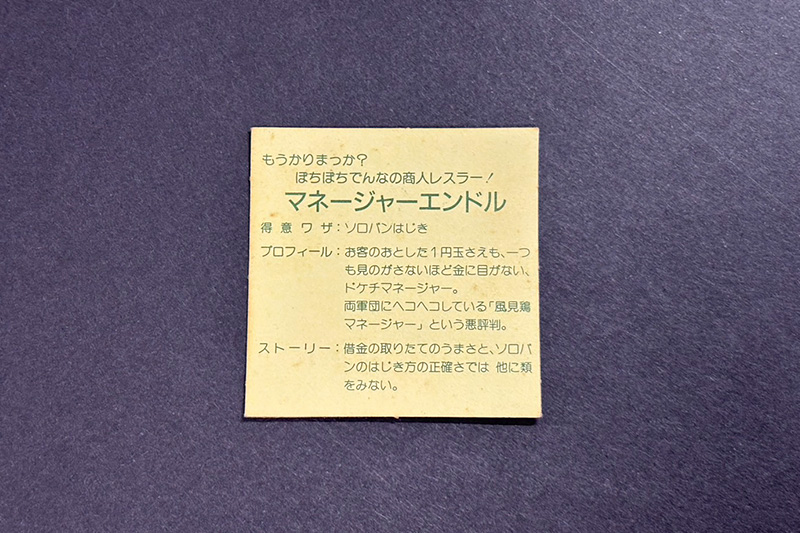 もうかりまっか?
ぼちぼちでんなの商人レスラー!
マネージャーエンドル
得意ワザ:ソロバンはじき
プロフィール:お客のおとした1円玉さえも、一つ
も見のがさないほど金に目がない、
ドケチマネージャー。
両軍団にヘコヘコしている「風見鶏
マネージャー」という悪評判。
ストーリー:借金の取りたてのうまさと、ソロバ
ンのはじき方の正確さでは 他に類
をみない。